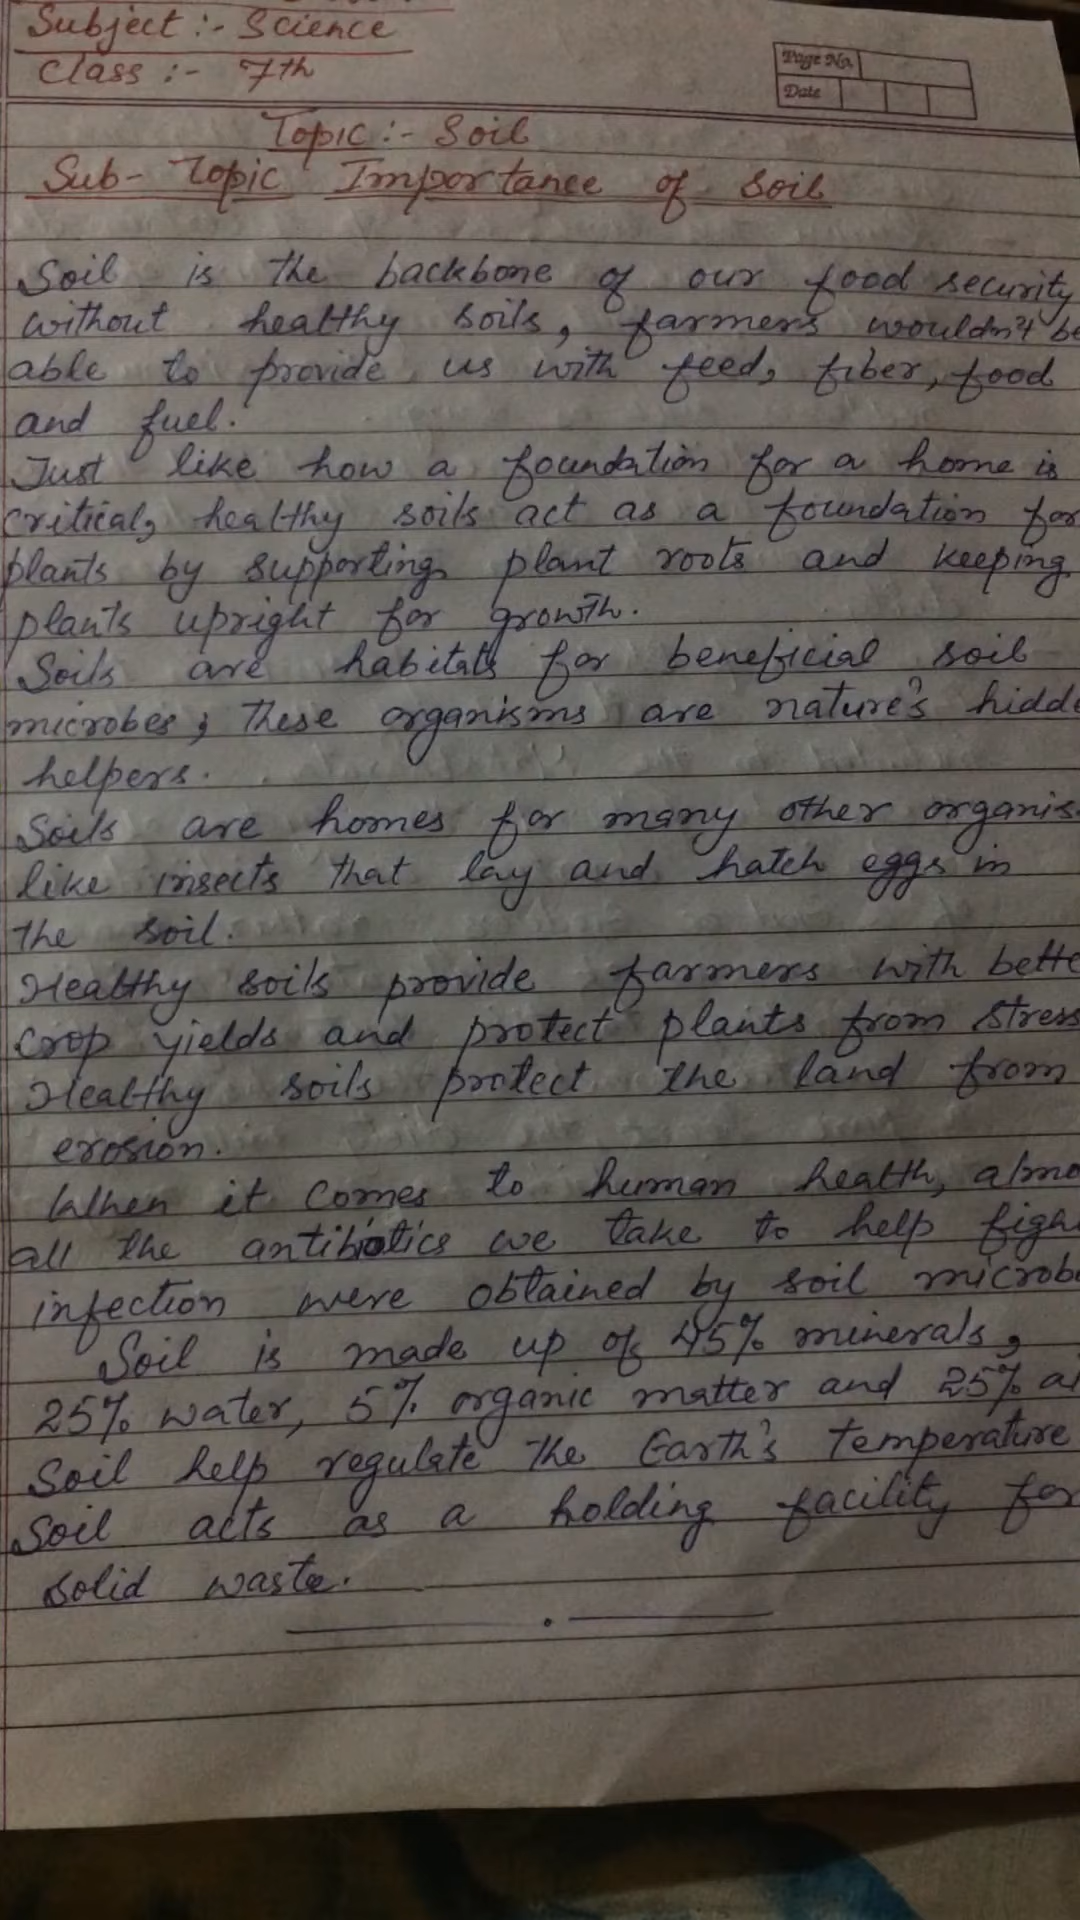 Subject :- Science
Class :- 7th
Page No.
Date
Topic :- Soil
Sub- Topic Importance of Soil
Soil is the backbone of our food security
without healthy soils, farmers wouldn't be
able to provide us with feed, fiber, food
and fuel.
Just like how a foundation for a home is
critical, healthy soils act as a foundation for
plants by supporting plant roots and keeping
plants upright for growth.
Soils are habitats for beneficial soil
microbes; these organisms are nature's hidde
helpers.
Soils are homes for many other organis
like insects that lay and hatch eggs in
the soil.
Healthy soils provide farmers with bette
crop yields and protect plants from stress
Healthy soils protect the land from
erosion.
When it comes to human health, almo
all the antibiotics we take to help figh
infection were obtained by soil microbe
Soil is made up of 45% minerals,
25% water, 5% organic matter and 25% ai
Soil help regulate the Earth's temperature
Soil acts as a holding facility for
solid waste.